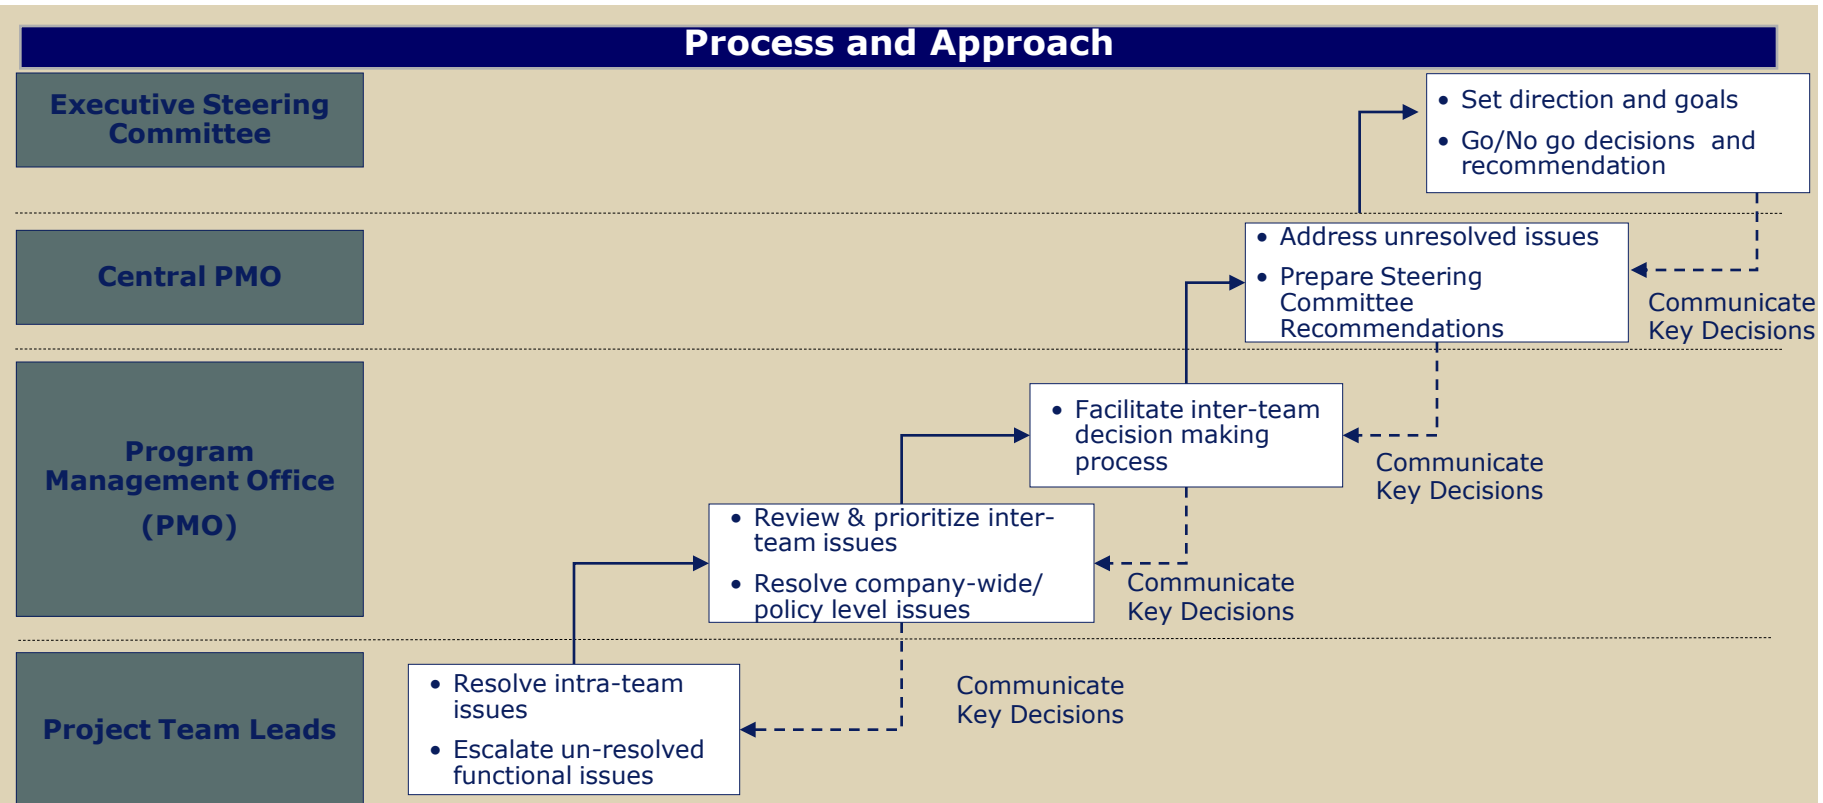 Process and Approach
Executive Steering
Committee
• Set direction and goals
• Go/No go decisions and
recommendation
Central PMO
• Address unresolved issues
• Prepare Steering
Committee
Recommendations
Communicate
Key Decisions
Program
Management Office
(PMO)
• Facilitate inter-team
decision making
process
Communicate
Key Decisions
• Review & prioritize inter-
team issues
• Resolve company-wide/
policy level issues
Communicate
Key Decisions
Project Team Leads
• Resolve intra-team
issues
• Escalate un-resolved
functional issues
Communicate
Key Decisions